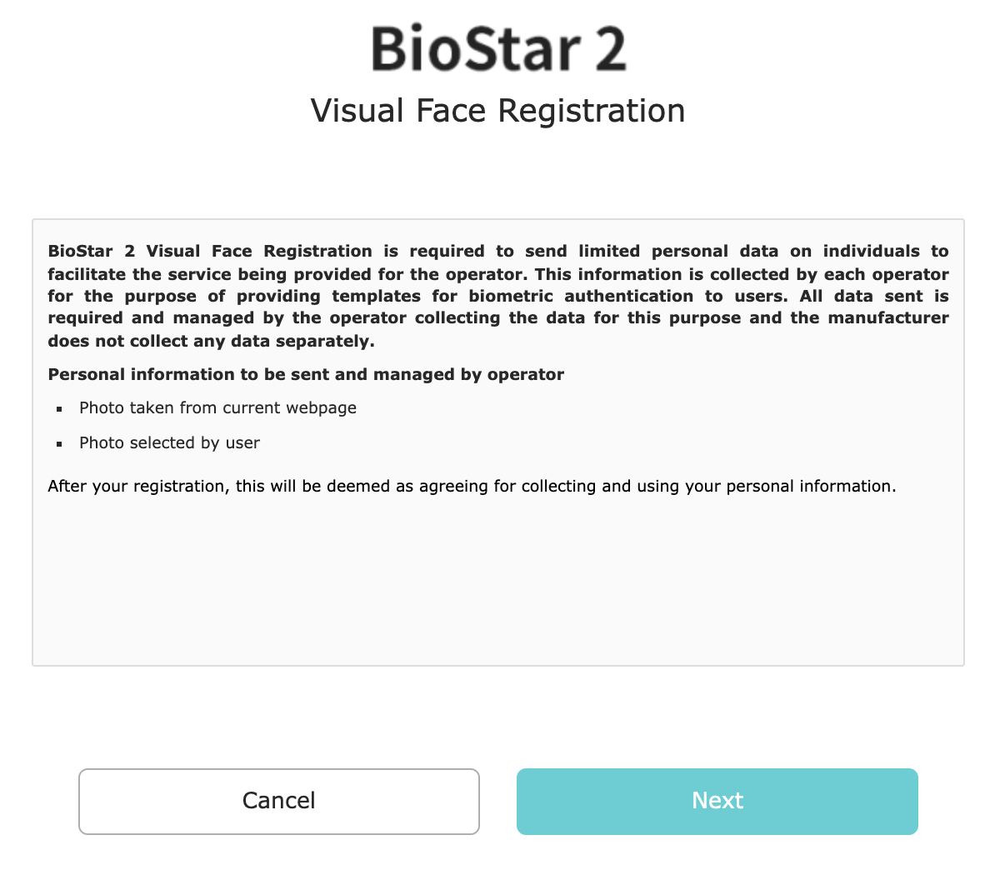 BioStar 2
Visual Face Registration
BioStar 2 Visual Face Registration is required to send limited personal data on individuals to
facilitate the service being provided for the operator. This information is collected by each operator
for the purpose of providing templates for biometric authentication to users. All data sent is
required and managed by the operator collecting the data for this purpose and the manufacturer
does not collect any data separately.
Personal information to be sent and managed by operator
▪ Photo taken from current webpage
▪ Photo selected by user
After your registration, this will be deemed as agreeing for collecting and using your personal information.
Cancel
Next